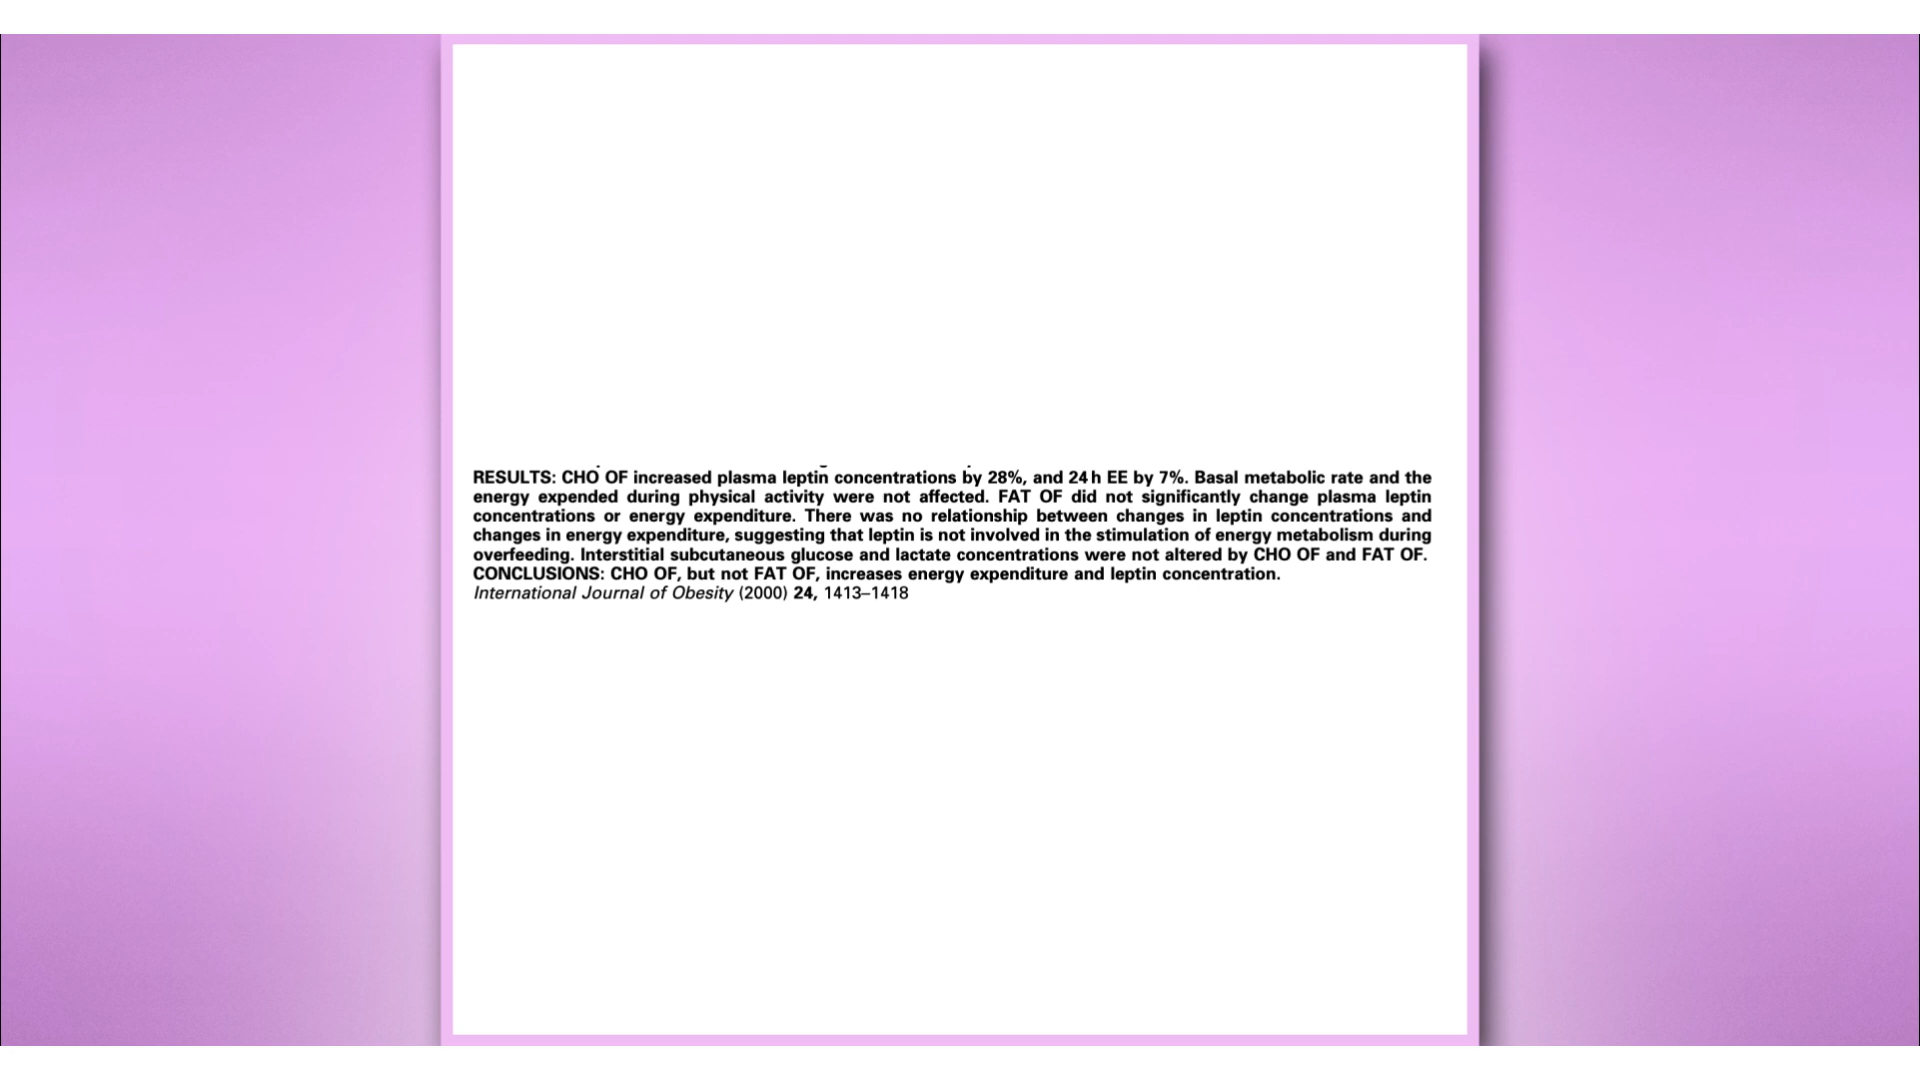 RESULTS: CHO OF increased plasma leptin concentrations by 28%, and 24 h EE by 7%. Basal metabolic rate and the
energy expended during physical activity were not affected. FAT OF did not significantly change plasma leptin
concentrations or energy expenditure. There was no relationship between changes in leptin concentrations and
changes in energy expenditure, suggesting that leptin is not involved in the stimulation of energy metabolism during
overfeeding. Interstitial subcutaneous glucose and lactate concentrations were not altered by CHO OF and FAT OF.
CONCLUSIONS: CHO OF, but not FAT OF, increases energy expenditure and leptin concentration.
International Journal of Obesity (2000) 24, 1413–1418